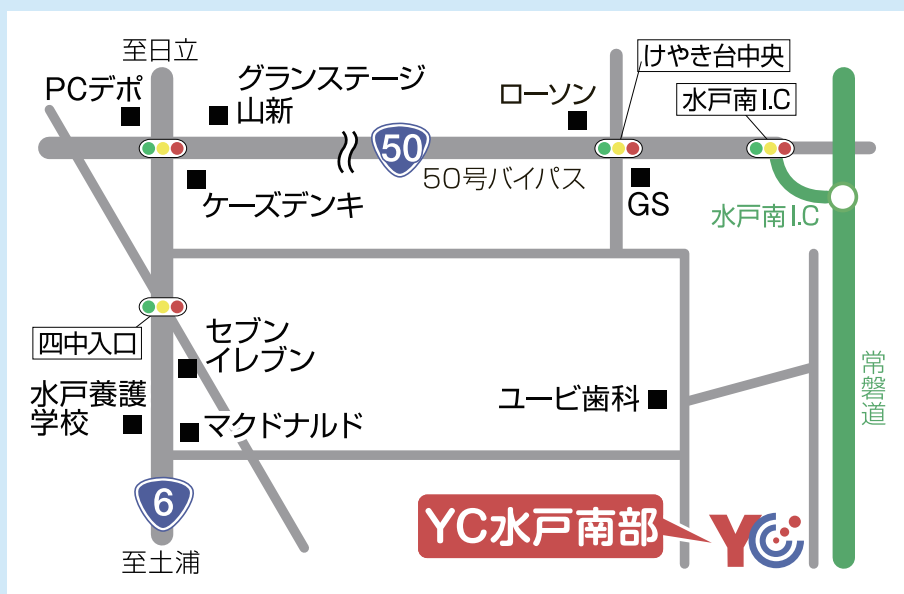 至日立
PCデポ
グランステージ
山新
ローソン
けやき台中央
水戸南I.C
50
50号バイパス
ケーズデンキ
GS
水戸南I.C
四中入口
セブン
イレブン
水戸養護
学校
マクドナルド
ユービ歯科
常磐道
6
至土浦
YC水戸南部
YC